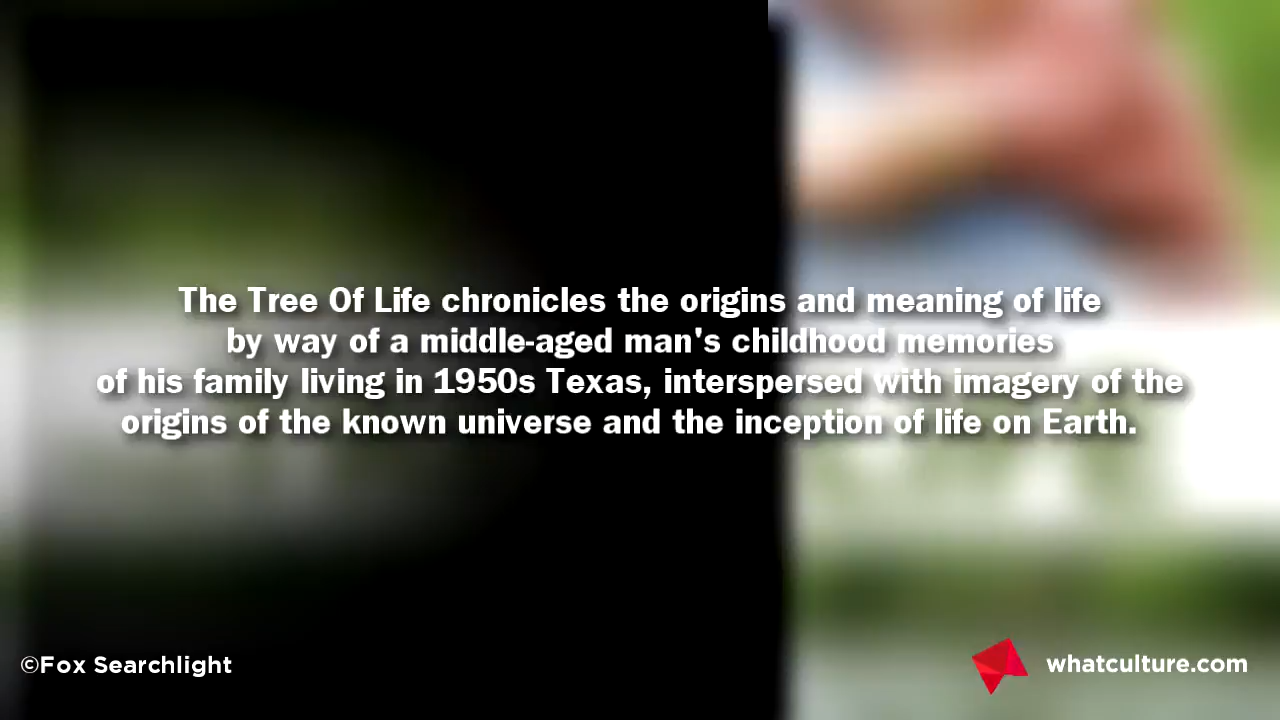 The Tree Of Life chronicles the origins and meaning of life
by way of a middle-aged man's childhood memories
of his family living in 1950s Texas, interspersed with imagery of the
origins of the known universe and the inception of life on Earth.
©Fox Searchlight
whatculture.com